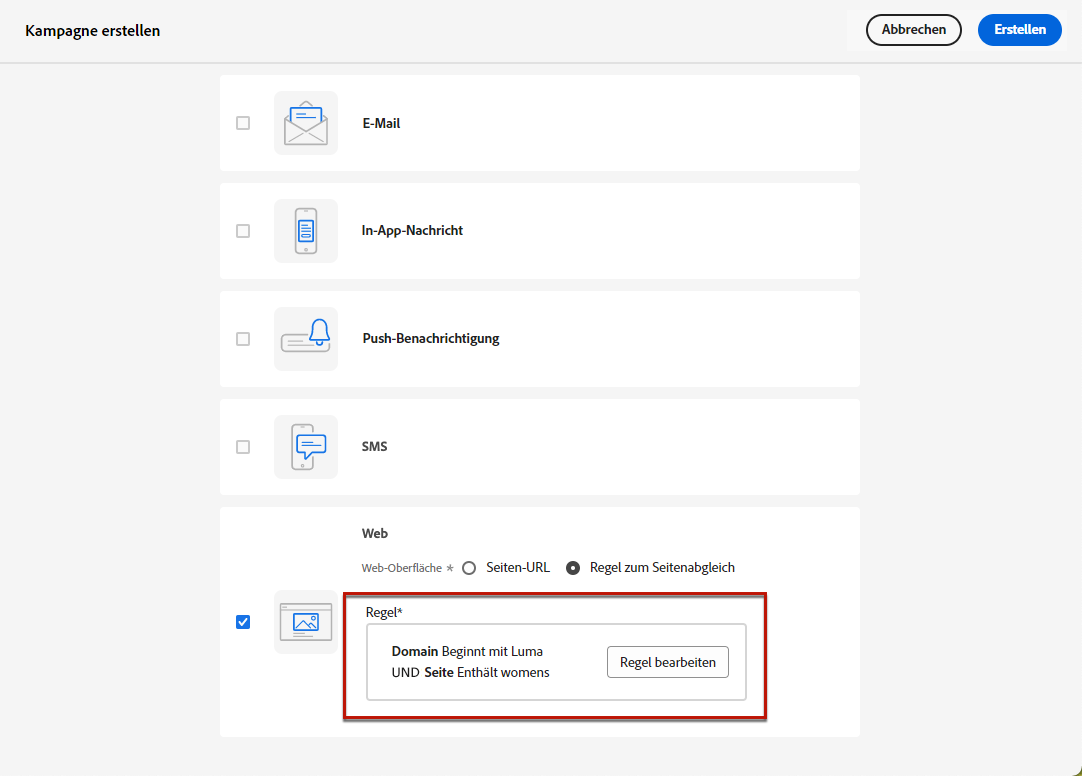 Kampagne erstellen
Abbrechen
Erstellen
E-Mail
In-App-Nachricht
Push-Benachrichtigung
SMS
Web
Web-Oberfläche * Seiten-URL Regel zum Seitenabgleich
Regel*
Domain Beginnt mit Luma
UND Seite Enthält womens
Regel bearbeiten